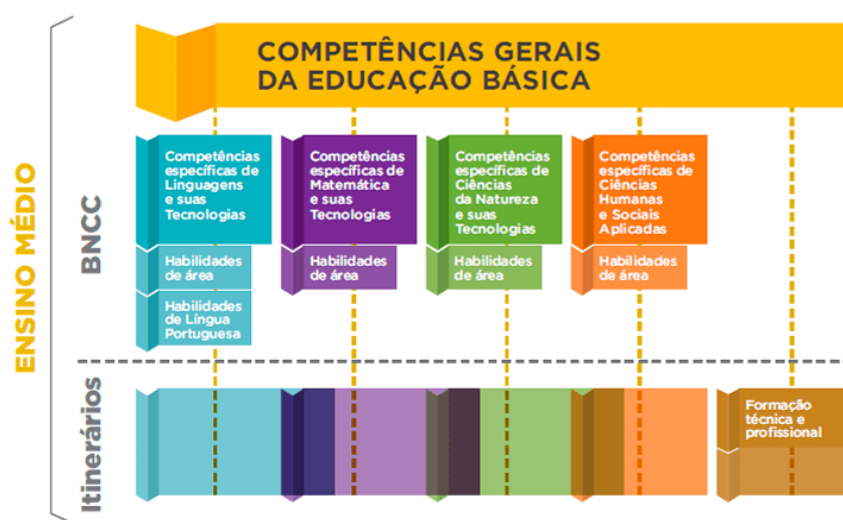 ENSINO MÉDIO
BNCC
Itinerários
COMPETÊNCIAS GERAIS
DA EDUCAÇÃO BÁSICA
Competências
específicas de
Linguagens
e suas
Tecnologias
Habilidades
de área
Habilidades
de Língua
Portuguesa
Competências
específicas de
Matemática
e suas
Tecnologias
Habilidades
de área
Competências
específicas de
Ciências
da Natureza
e suas
Tecnologias
Habilidades
de área
Competências
específicas de
Ciências
Humanas
e Sociais
Aplicadas
Habilidades
de área
Formação
técnica e
profissional